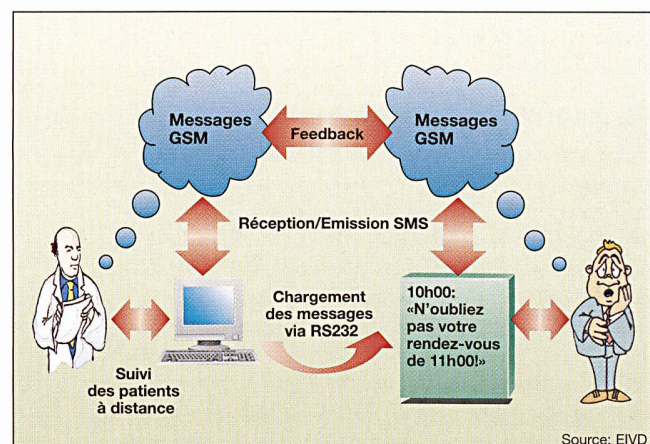 Messages
GSM
Feedback
Messages
GSM
Réception/Emission SMS
Chargement
des messages
via RS232
10h00:
«N'oubliez
pas votre
rendez-vous
de 11h00!»
Suivi
des patients
à distance
Source: EIVD